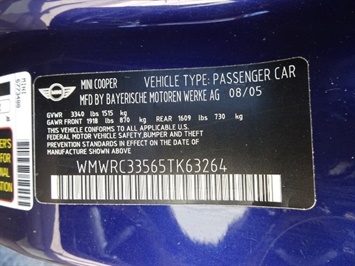 MINI COOPER
VEHICLE TYPE: PASSENGER CAR
MFD BY BAYERISCHE MOTOREN WERKE AG 08/05
GVWR 3340 lbs 1515 kg
GAWR FRONT 1918 lbs 870 kg REAR 1609 lbs 730 kg
THIS VEHICLE CONFORMS TO ALL APPLICABLE
FEDERAL MOTOR VEHICLE SAFETY, BUMPER AND THEFT
PREVENTION STANDARDS IN EFFECT ON THE DATE
OF MANUFACTURE SHOWN ABOVE.
WMWRC33565TK63264
MINI